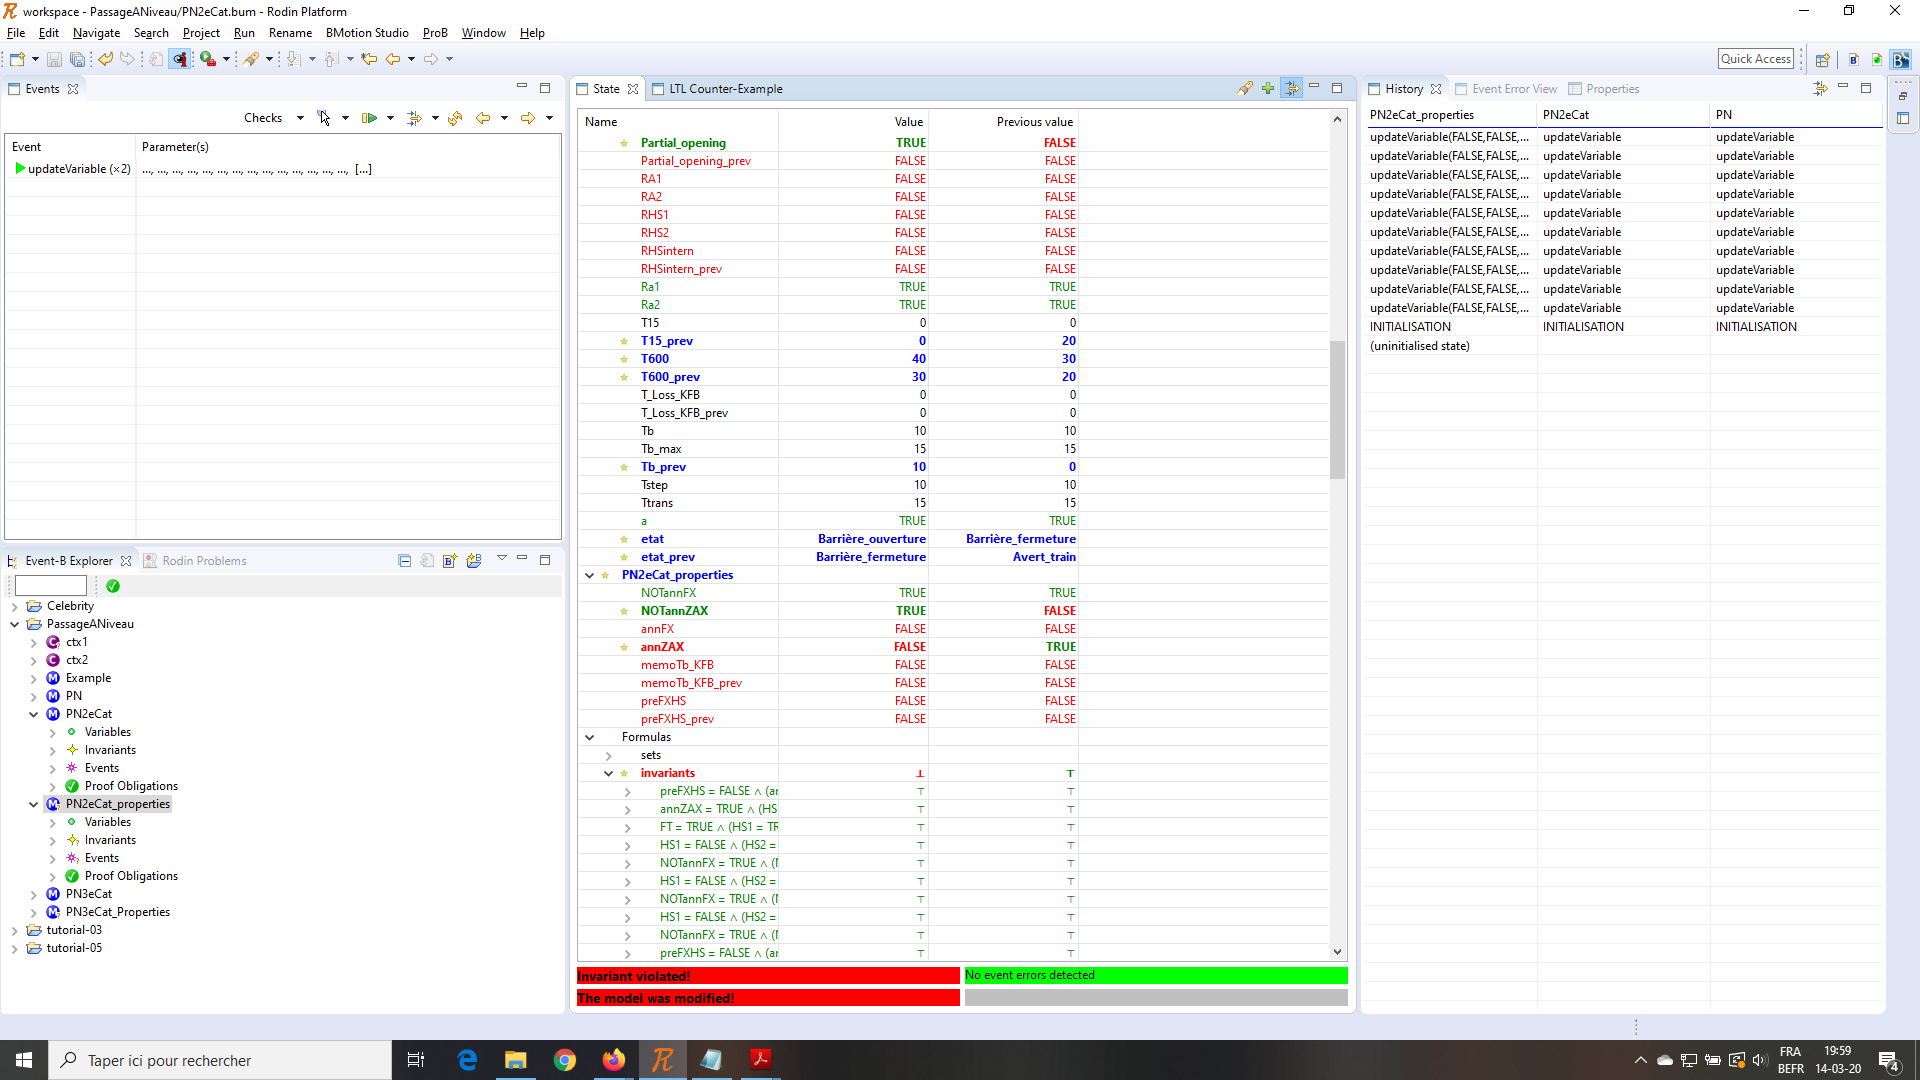 workspace - PassageANiveau/PN2eCat.bum - Rodin Platform
File Edit Navigate Search Project Run Rename BMotion Studio ProB Window Help
Quick Access
Events
Checks
Event Parameter(s)
updateVariable (×2) ..., ..., ..., ..., ..., ..., ..., ..., ..., ..., ..., ..., ..., ..., [...]
Event-B Explorer Rodin Problems
Celebrity
PassageANiveau
ctx1
ctx2
Example
PN
PN2eCat
Variables
Invariants
Events
Proof Obligations
PN2eCat_properties
Variables
Invariants
Events
Proof Obligations
PN3eCat
PN3eCat_Properties
tutorial-03
tutorial-05
State LTL Counter-Example
Name Value Previous value
Partial_opening TRUE FALSE
Partial_opening_prev FALSE FALSE
RA1 FALSE FALSE
RA2 FALSE FALSE
RHS1 FALSE FALSE
RHS2 FALSE FALSE
RHSintern FALSE FALSE
RHSintern_prev FALSE FALSE
Ra1 TRUE TRUE
Ra2 TRUE TRUE
T15 0 0
T15_prev 0 20
T600 40 30
T600_prev 30 20
T_Loss_KFB 0 0
T_Loss_KFB_prev 0 0
Tb 10 10
Tb_max 15 15
Tb_prev 10 0
Tstep 10 10
Ttrans 15 15
a TRUE TRUE
etat Barrière_ouverture Barrière_fermeture
etat_prev Barrière_fermeture Avert_train
PN2eCat_properties
NOTannFX TRUE TRUE
NOTannZAX TRUE FALSE
annFX FALSE FALSE
annZAX FALSE TRUE
memoTb_KFB FALSE FALSE
memoTb_KFB_prev FALSE FALSE
preFXHS FALSE FALSE
preFXHS_prev FALSE FALSE
Formulas
sets
invariants ⊥ ⊤
preFXHS = FALSE ∧ (ar ⊤ ⊤
annZAX = TRUE ∧ (HS ⊤ ⊤
FT = TRUE ∧ (HS1 = TR ⊤ ⊤
HS1 = FALSE ∧ (HS2 = ⊤ ⊤
NOTannFX = TRUE ∧ (I ⊤ ⊤
HS1 = FALSE ∧ (HS2 = ⊤ ⊤
NOTannFX = TRUE ∧ (I ⊤ ⊤
HS1 = FALSE ∧ (HS2 = ⊤ ⊤
NOTannFX = TRUE ∧ (I ⊤ ⊤
preFXHS = FALSE ∧ (ar ⊤ ⊤
Invariant violated! No event errors detected
The model was modified!
History Event Error View Properties
PN2eCat_properties PN2eCat PN
updateVariable(FALSE,FALSE,... updateVariable updateVariable
updateVariable(FALSE,FALSE,... updateVariable updateVariable
updateVariable(FALSE,FALSE,... updateVariable updateVariable
updateVariable(FALSE,FALSE,... updateVariable updateVariable
updateVariable(FALSE,FALSE,... updateVariable updateVariable
updateVariable(FALSE,FALSE,... updateVariable updateVariable
updateVariable(FALSE,FALSE,... updateVariable updateVariable
updateVariable(FALSE,FALSE,... updateVariable updateVariable
updateVariable(FALSE,FALSE,... updateVariable updateVariable
updateVariable(FALSE,FALSE,... updateVariable updateVariable
INITIALISATION INITIALISATION INITIALISATION
(uninitialised state)
Taper ici pour rechercher
FRA 19:59
BEFR 14-03-20
4